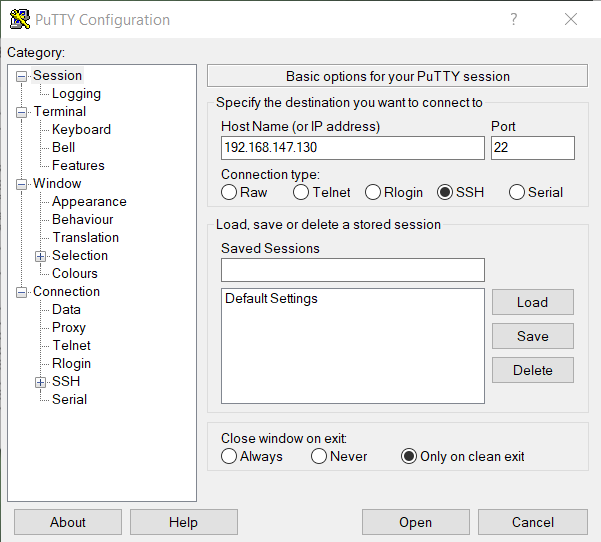 PuTTY Configuration
?
Category:
Session
Logging
Terminal
Keyboard
Bell
Features
Window
Appearance
Behaviour
Translation
Selection
Colours
Connection
Data
Proxy
Telnet
Rlogin
SSH
Serial
Basic options for your PuTTY session
Specify the destination you want to connect to
Host Name (or IP address) Port
192.168.147.130 22
Connection type:
Raw Telnet Rlogin SSH Serial
Load, save or delete a stored session
Saved Sessions
Default Settings
Load
Save
Delete
Close window on exit:
Always Never Only on clean exit
About Help Open Cancel